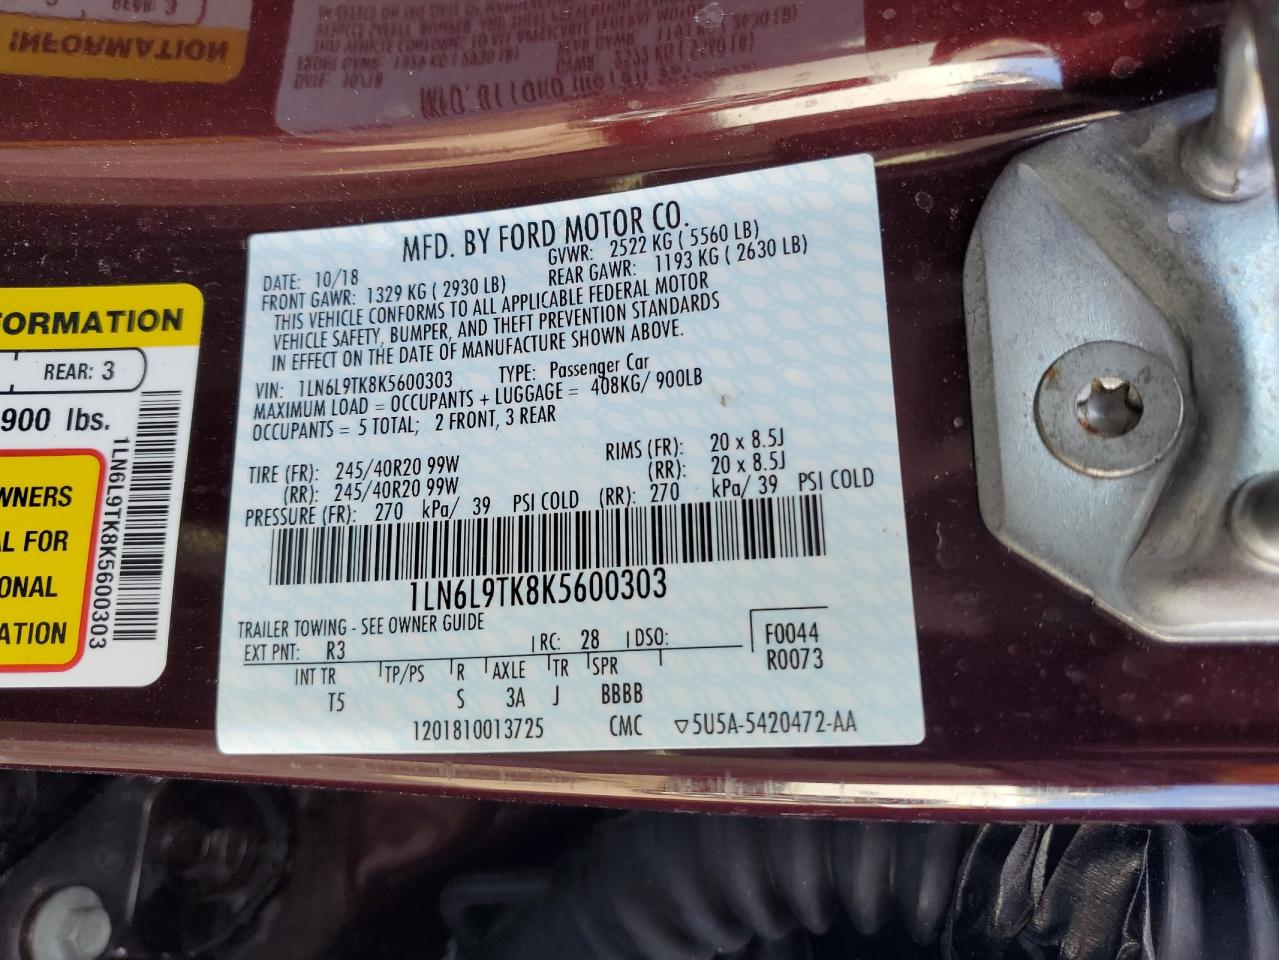 MFD. BY FORD MOTOR CO.
DATE: 10/18 GVWR: 2522 KG ( 5560 LB)
FRONT GAWR: 1329 KG ( 2930 LB) REAR GAWR: 1193 KG ( 2630 LB)
THIS VEHICLE CONFORMS TO ALL APPLICABLE FEDERAL MOTOR
VEHICLE SAFETY, BUMPER, AND THEFT PREVENTION STANDARDS
IN EFFECT ON THE DATE OF MANUFACTURE SHOWN ABOVE.
VIN: 1LN6L9TK8K5600303 TYPE: Passenger Car
MAXIMUM LOAD = OCCUPANTS + LUGGAGE = 408KG/ 900LB
OCCUPANTS = 5 TOTAL; 2 FRONT, 3 REAR
TIRE (FR): 245/40R20 99W RIMS (FR): 20 x 8.5J
(RR): 245/40R20 99W (RR): 20 x 8.5J
PRESSURE (FR): 270 kPa/ 39 PSI COLD (RR): 270 kPa/ 39 PSI COLD
1LN6L9TK8K5600303
TRAILER TOWING - SEE OWNER GUIDE
EXT PNT: R3 RC: 28 DSO: F0044
R0073
INT TR TP/PS R AXLE TR SPR
T5 S 3A J BBBB
1201810013725 CMC ▽5U5A-5420472-AA
FORMATION
REAR: 3
900 lbs.
1LN6L9TK8K5600303
WNERS
L FOR
ONAL
ATION